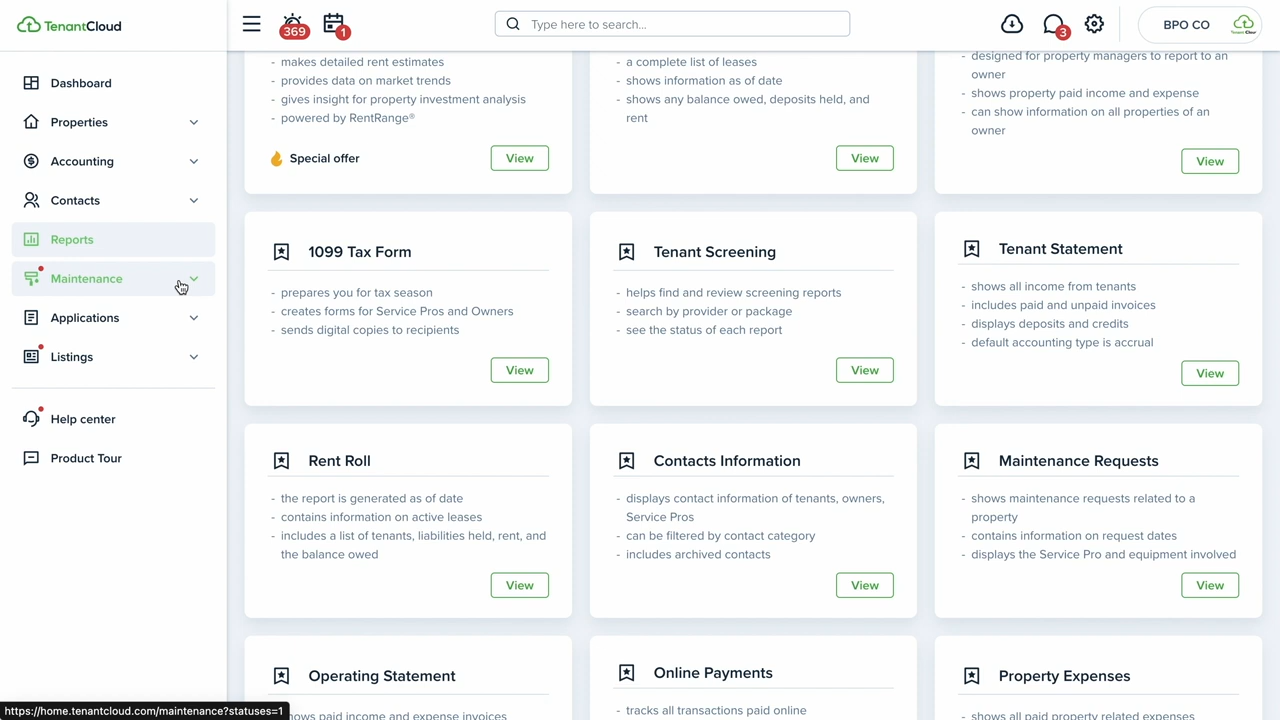 TenantCloud
369
1
Type here to search...
3
BPO CO
Dashboard
Properties
Accounting
Contacts
Reports
Maintenance
Applications
Listings
Help center
Product Tour
- makes detailed rent estimates
- provides data on market trends
- gives insight for property investment analysis
- powered by RentRange®
Special offer
View
- a complete list of leases
- shows information as of date
- shows any balance owed, deposits held, and
rent
View
- designed for property managers to report to an
owner
- shows property paid income and expense
- can show information on all properties of an
owner
View
1099 Tax Form
- prepares you for tax season
- creates forms for Service Pros and Owners
- sends digital copies to recipients
View
Tenant Screening
- helps find and review screening reports
- search by provider or package
- see the status of each report
View
Tenant Statement
- shows all income from tenants
- includes paid and unpaid invoices
- displays deposits and credits
- default accounting type is accrual
View
Rent Roll
- the report is generated as of date
- contains information on active leases
- includes a list of tenants, liabilities held, rent, and
the balance owed
View
Contacts Information
- displays contact information of tenants, owners,
Service Pros
- can be filtered by contact category
- includes archived contacts
View
Maintenance Requests
- shows maintenance requests related to a
property
- contains information on request dates
- displays the Service Pro and equipment involved
View
Operating Statement
shows paid income and expense invoices
Online Payments
- tracks all transactions paid online
Property Expenses
- shows all paid property related expenses
https://home.tenantcloud.com/maintenance?statuses=1